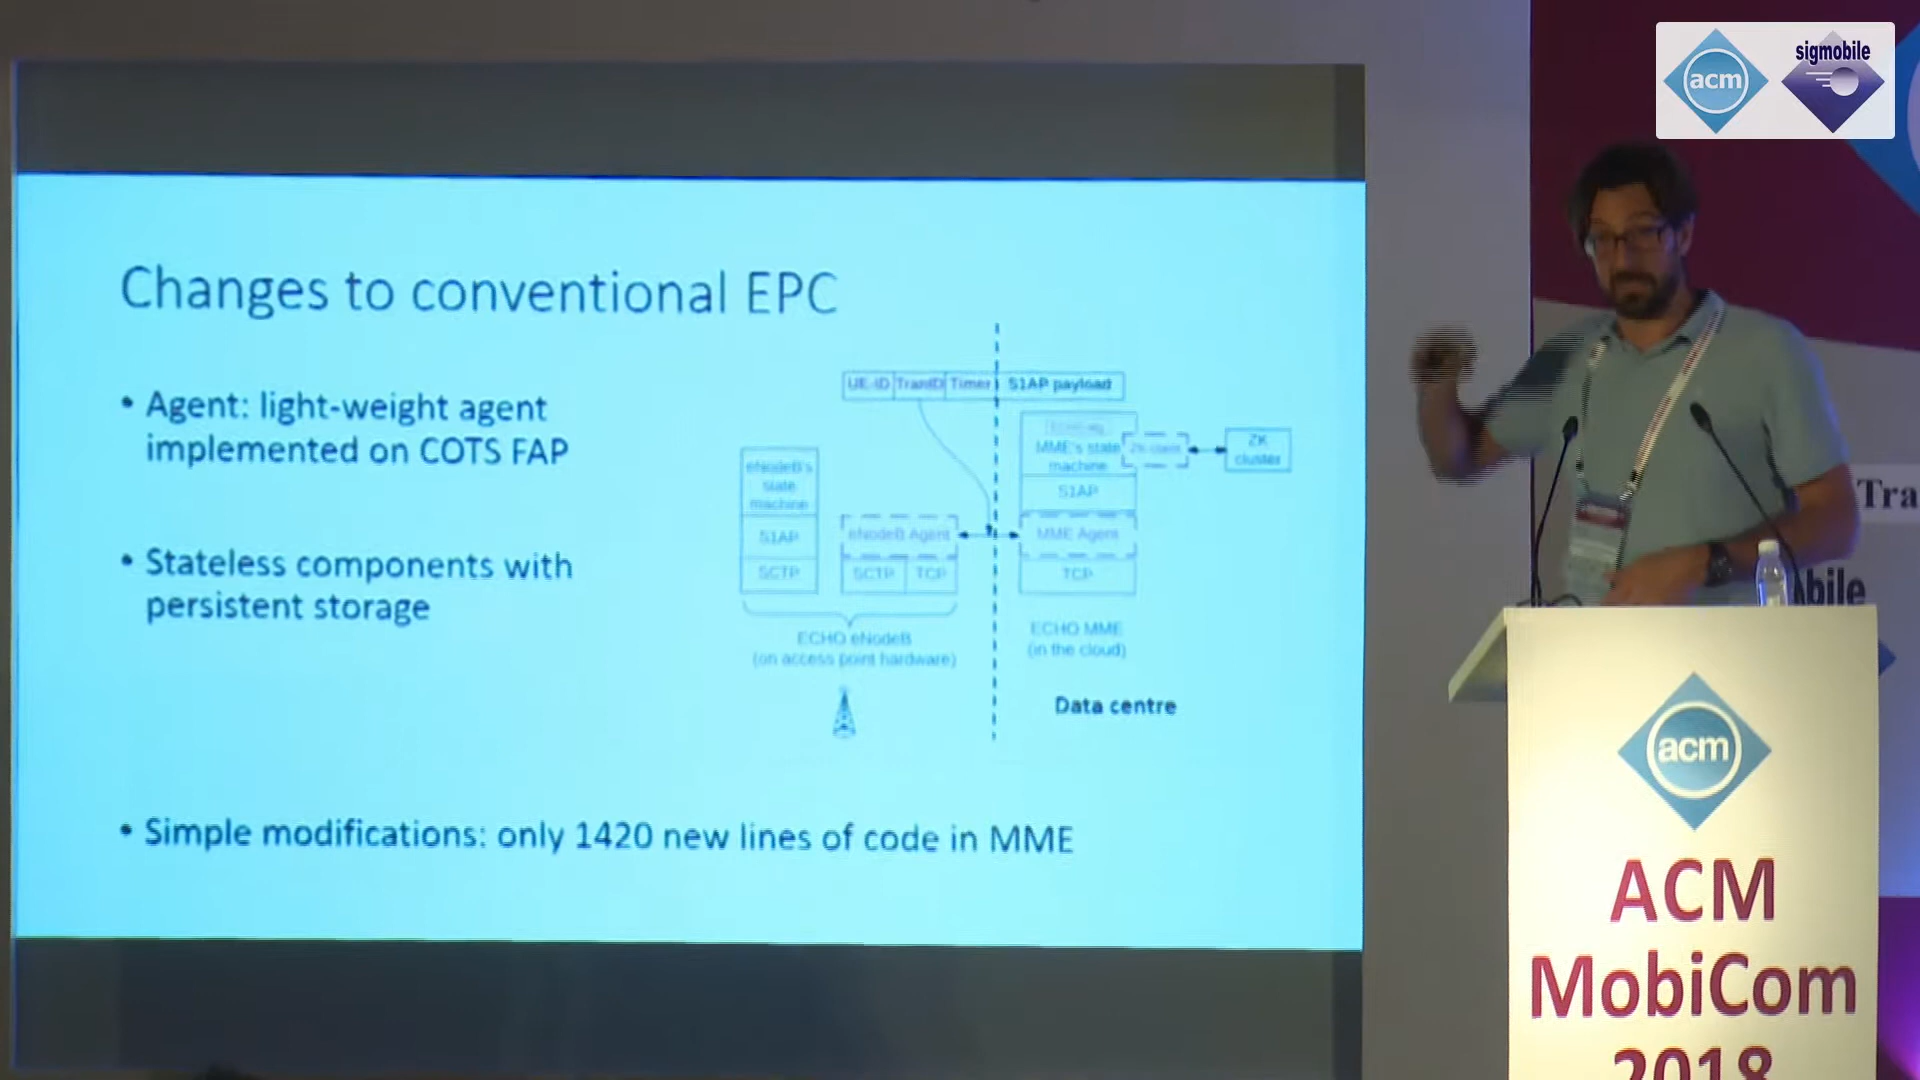 acm
sigmobile
Changes to conventional EPC
• Agent: light-weight agent
implemented on COTS FAP
• Stateless components with
persistent storage
• Simple modifications: only 1420 new lines of code in MME
UE-ID TranID Timer S1AP payload
eNodeB's
state
machine
S1AP
SCTP
eNodeB Agent
SCTP TCP
ECHO eNodeB
(on access point hardware)
MME's state
machine
S1AP
MME Agent
TCP
ZK
cluster
ECHO MME
(in the cloud)
Data centre
Tra
bile
acm
ACM
MobiCom
2018